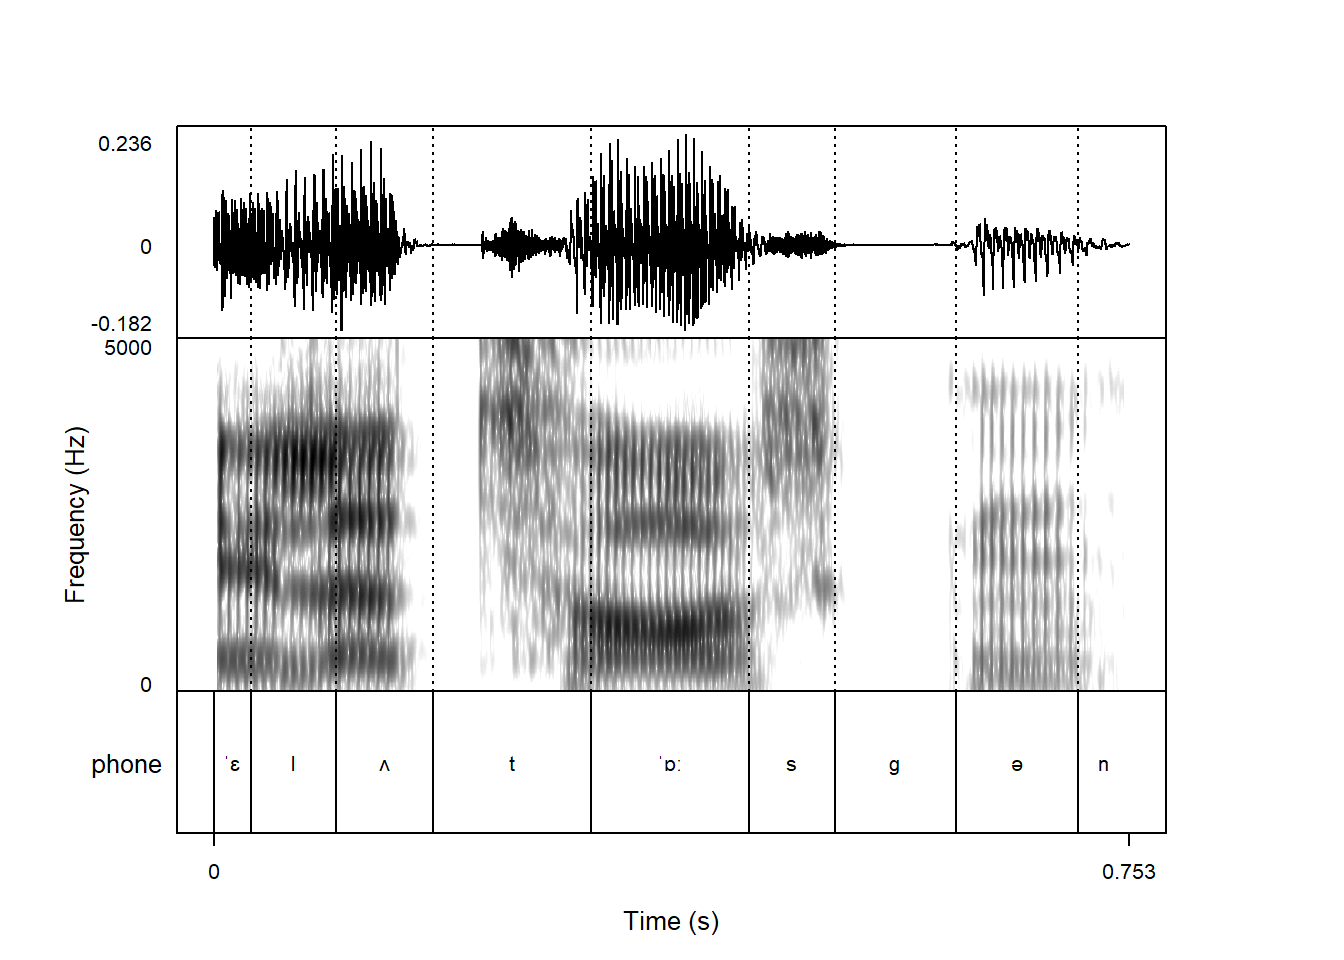 0.236
0
-0.182
5000
Frequency (Hz)
0
phone ˈɛ l ʌ t ˈɒː s g ə n
0 0.753
Time (s)